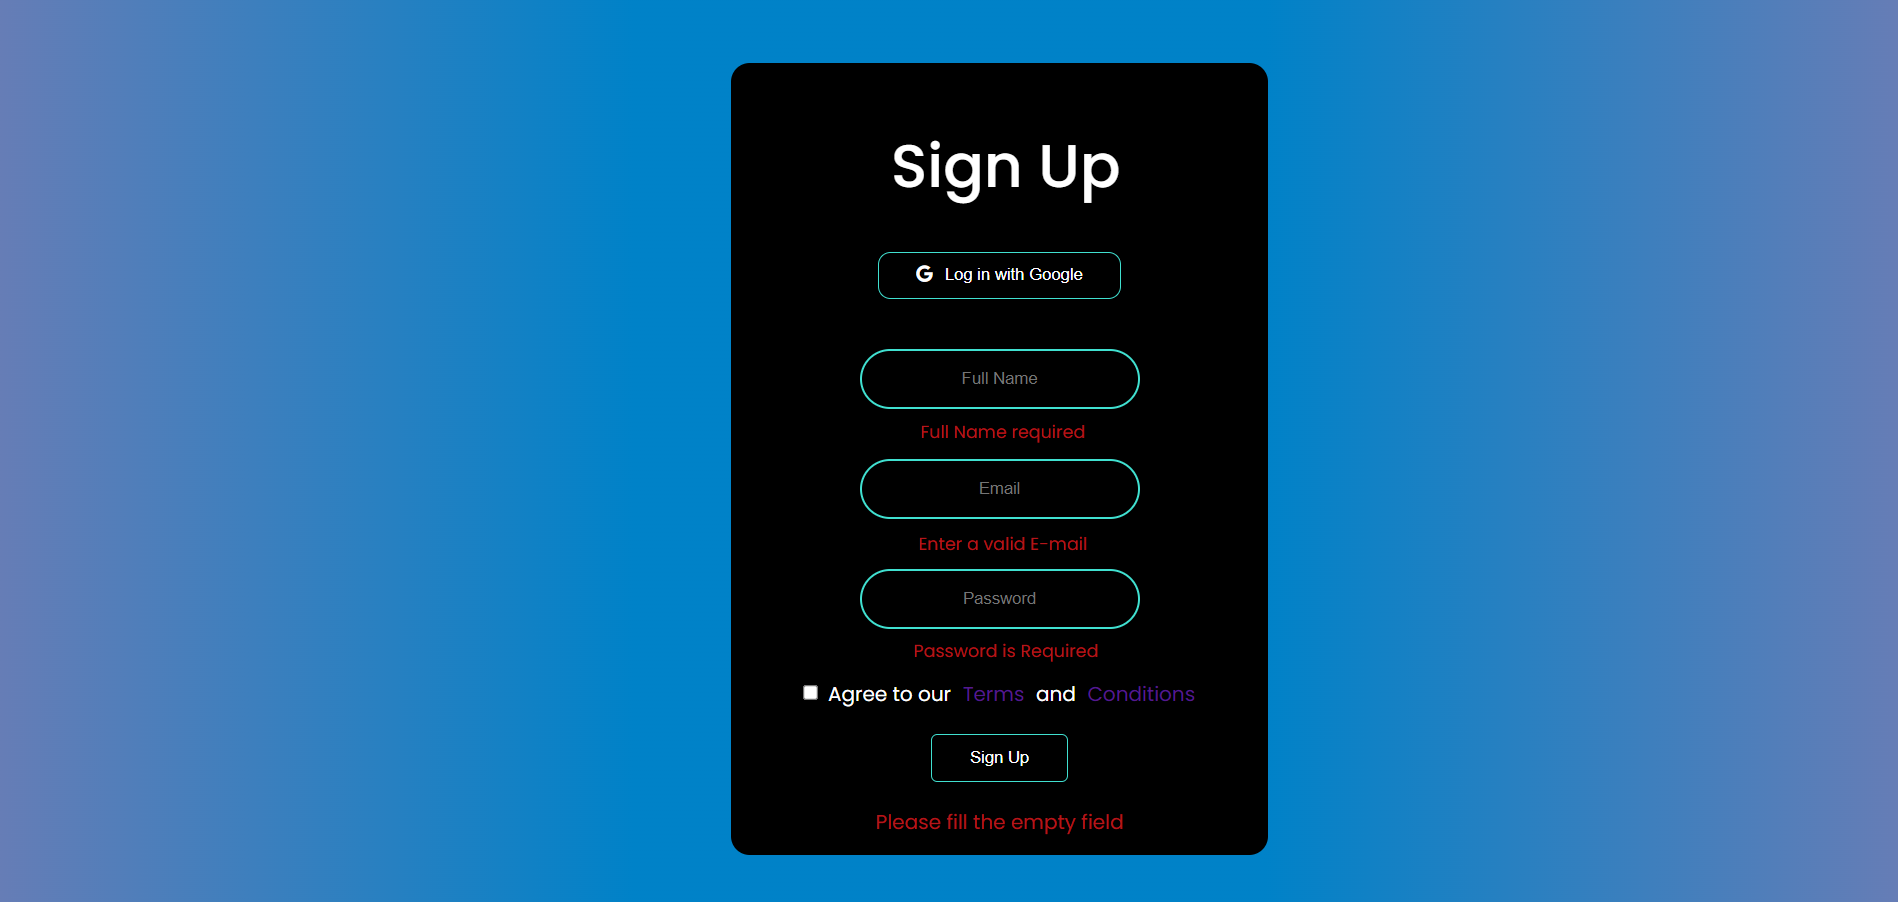 Sign Up
Log in with Google
Full Name
Full Name required
Email
Enter a valid E-mail
Password
Password is Required
Agree to our Terms and Conditions
Sign Up
Please fill the empty field